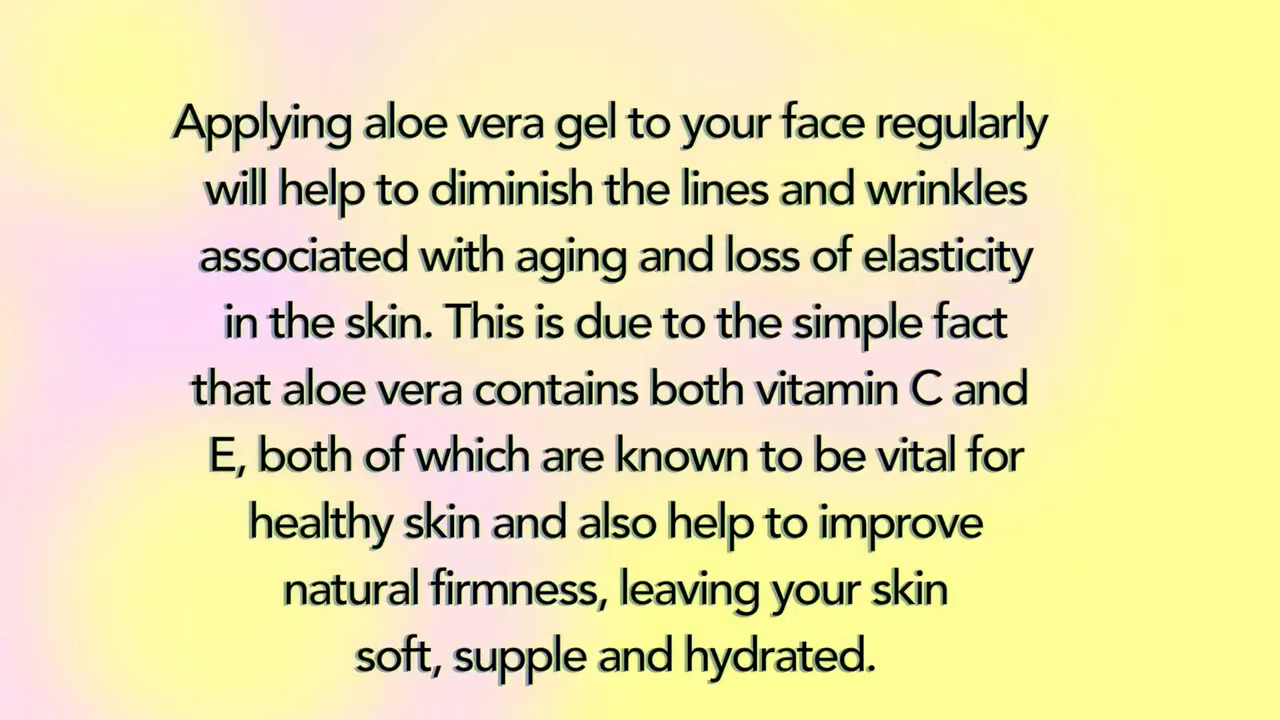 Applying aloe vera gel to your face regularly
will help to diminish the lines and wrinkles
associated with aging and loss of elasticity
in the skin. This is due to the simple fact
that aloe vera contains both vitamin C and
E, both of which are known to be vital for
healthy skin and also help to improve
natural firmness, leaving your skin
soft, supple and hydrated.